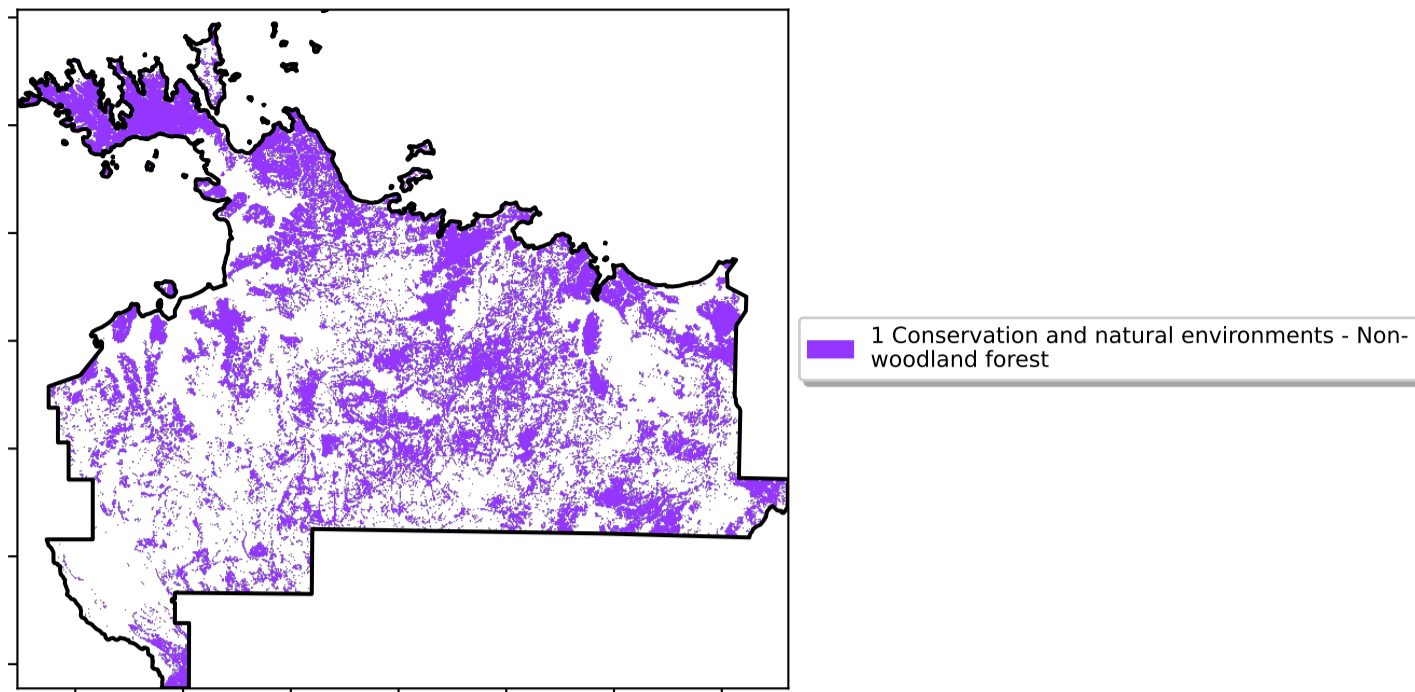 1 Conservation and natural environments - Non-
woodland forest